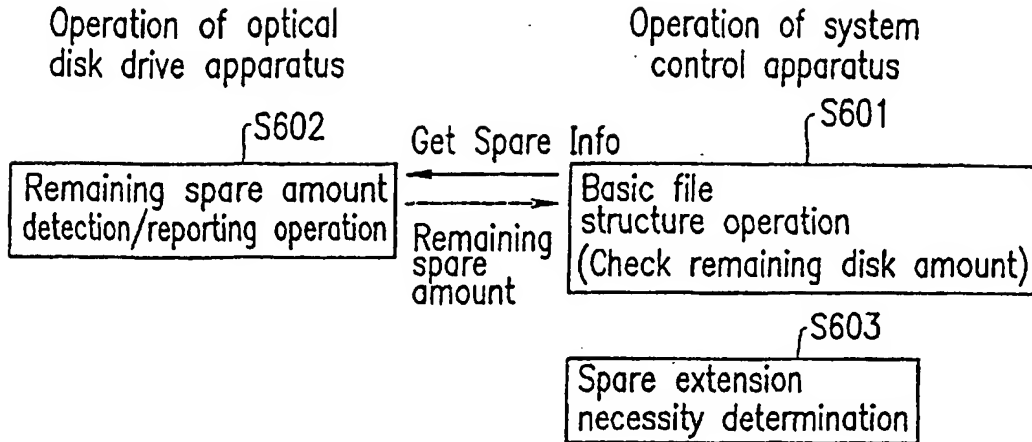 Operation of optical
disk drive apparatus
Operation of system
control apparatus
S602
Get Spare Info
S601
Remaining spare amount
detection/reporting operation
Remaining
spare
amount
Basic file
structure operation
(Check remaining disk amount)
S603
Spare extension
necessity determination